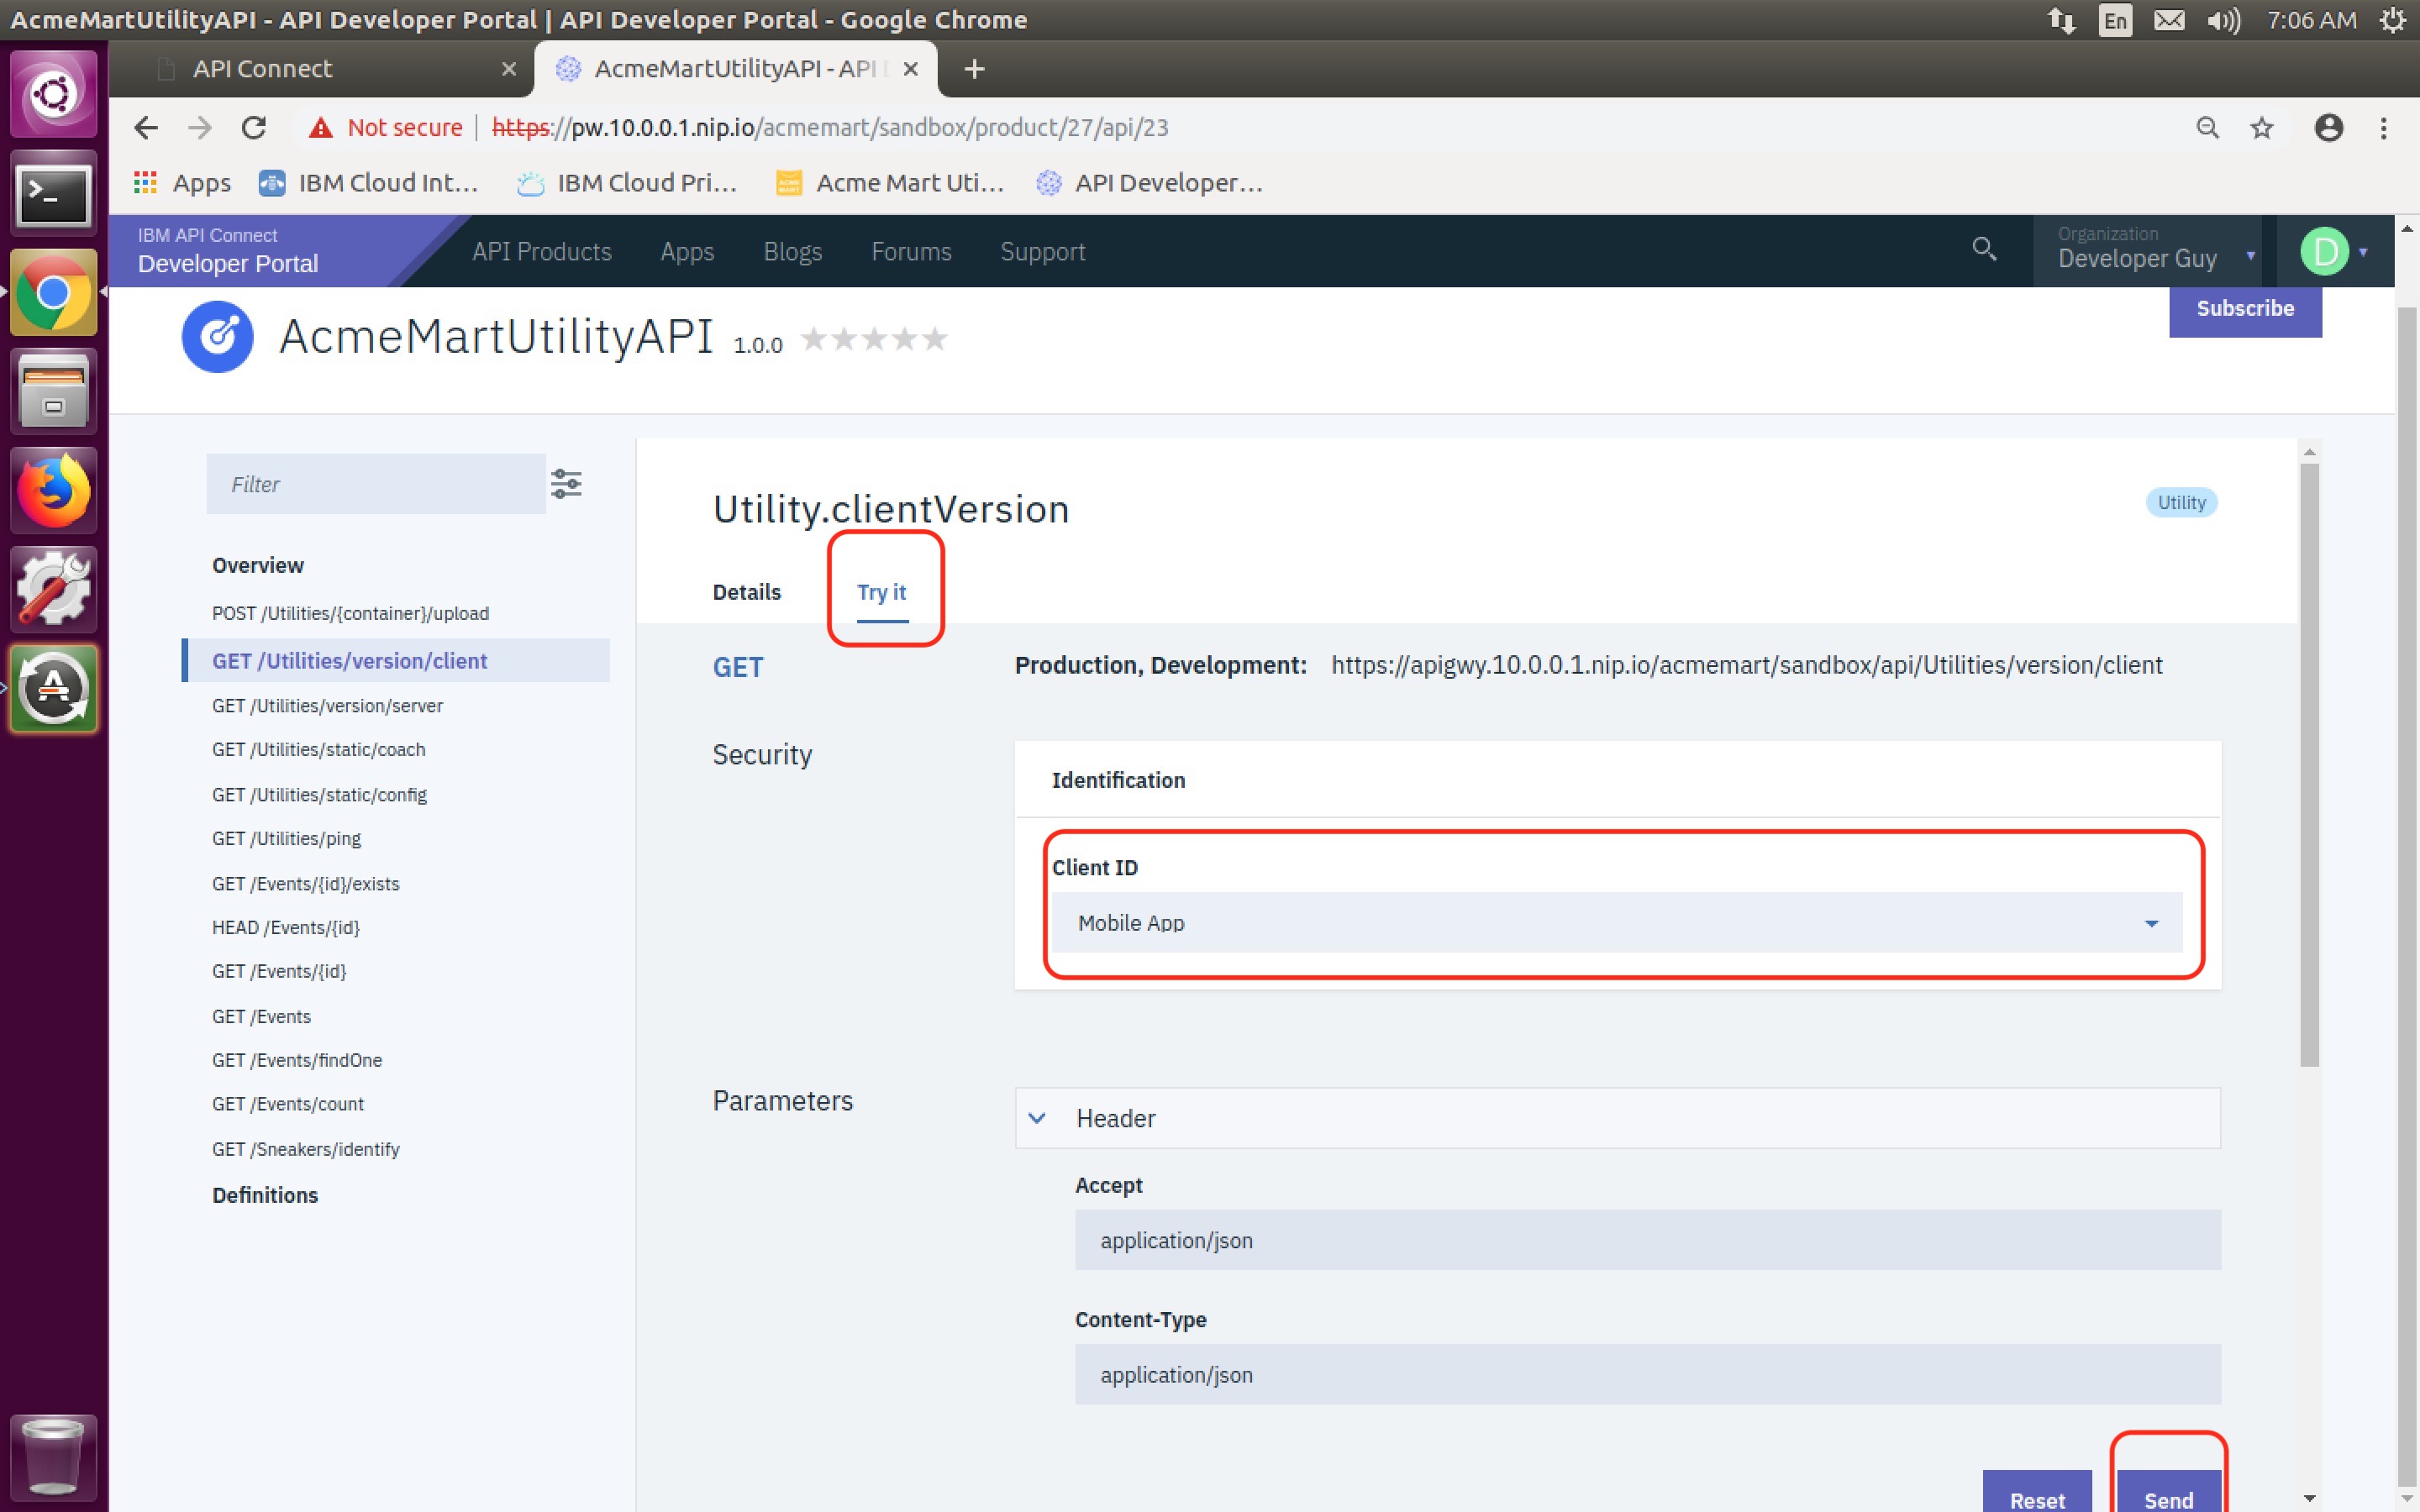 AcmeMartUtilityAPI - API Developer Portal | API Developer Portal - Google Chrome
En
7:06 AM
API Connect
AcmeMartUtilityAPI - API
Not secure
https://pw.10.0.0.1.nip.io/acmemart/sandbox/product/27/api/23
Apps
IBM Cloud Int...
IBM Cloud Pri...
ACME MART
Acme Mart Uti...
API Developer...
IBM API Connect
Developer Portal
API Products
Apps
Blogs
Forums
Support
Organization
Developer Guy
D
AcmeMartUtilityAPI 1.0.0
Subscribe
Filter
Overview
POST /Utilities/{container}/upload
GET /Utilities/version/client
GET /Utilities/version/server
GET /Utilities/static/coach
GET /Utilities/static/config
GET /Utilities/ping
GET /Events/{id}/exists
HEAD /Events/{id}
GET /Events/{id}
GET /Events
GET /Events/findOne
GET /Events/count
GET /Sneakers/identify
Definitions
Utility.clientVersion
Utility
Details
Try it
GET
Production, Development: https://apigwy.10.0.0.1.nip.io/acmemart/sandbox/api/Utilities/version/client
Security
Identification
Client ID
Mobile App
Parameters
Header
Accept
application/json
Content-Type
application/json
Reset
Send